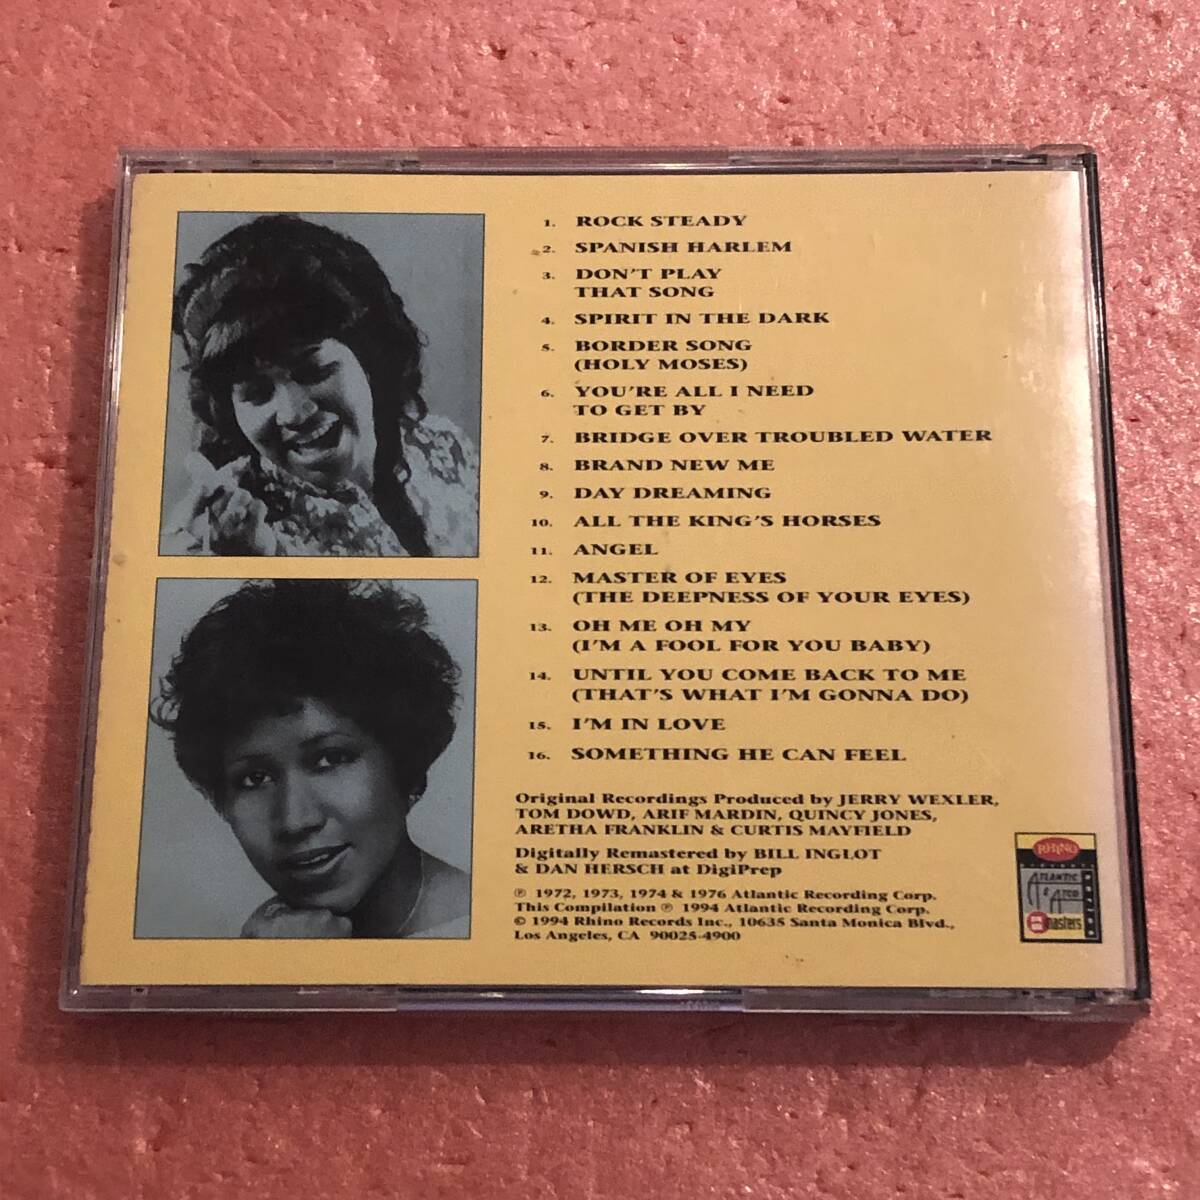 1. ROCK STEADY
2. SPANISH HARLEM
3. DON'T PLAY
THAT SONG
4. SPIRIT IN THE DARK
5. BORDER SONG
(HOLY MOSES)
6. YOU'RE ALL I NEED
TO GET BY
7. BRIDGE OVER TROUBLED WATER
8. BRAND NEW ME
9. DAY DREAMING
10. ALL THE KING'S HORSES
11. ANGEL
12. MASTER OF EYES
(THE DEEPNESS OF YOUR EYES)
13. OH ME OH MY
(I'M A FOOL FOR YOU BABY)
14. UNTIL YOU COME BACK TO ME
(THAT'S WHAT I'M GONNA DO)
15. I'M IN LOVE
16. SOMETHING HE CAN FEEL
Original Recordings Produced by JERRY WEXLER,
TOM DOWD, ARIF MARDIN, QUINCY JONES,
ARETHA FRANKLIN & CURTIS MAYFIELD
Digitally Remastered by BILL INGLOT
& DAN HERSCH at DigiPrep
℗ 1972, 1973, 1974 & 1976 Atlantic Recording Corp.
This Compilation ℗ 1994 Atlantic Recording Corp.
© 1994 Rhino Records Inc., 10635 Santa Monica Blvd.,
Los Angeles, CA 90025-4900
RHINO
ATLANTIC
& ATCO
masters